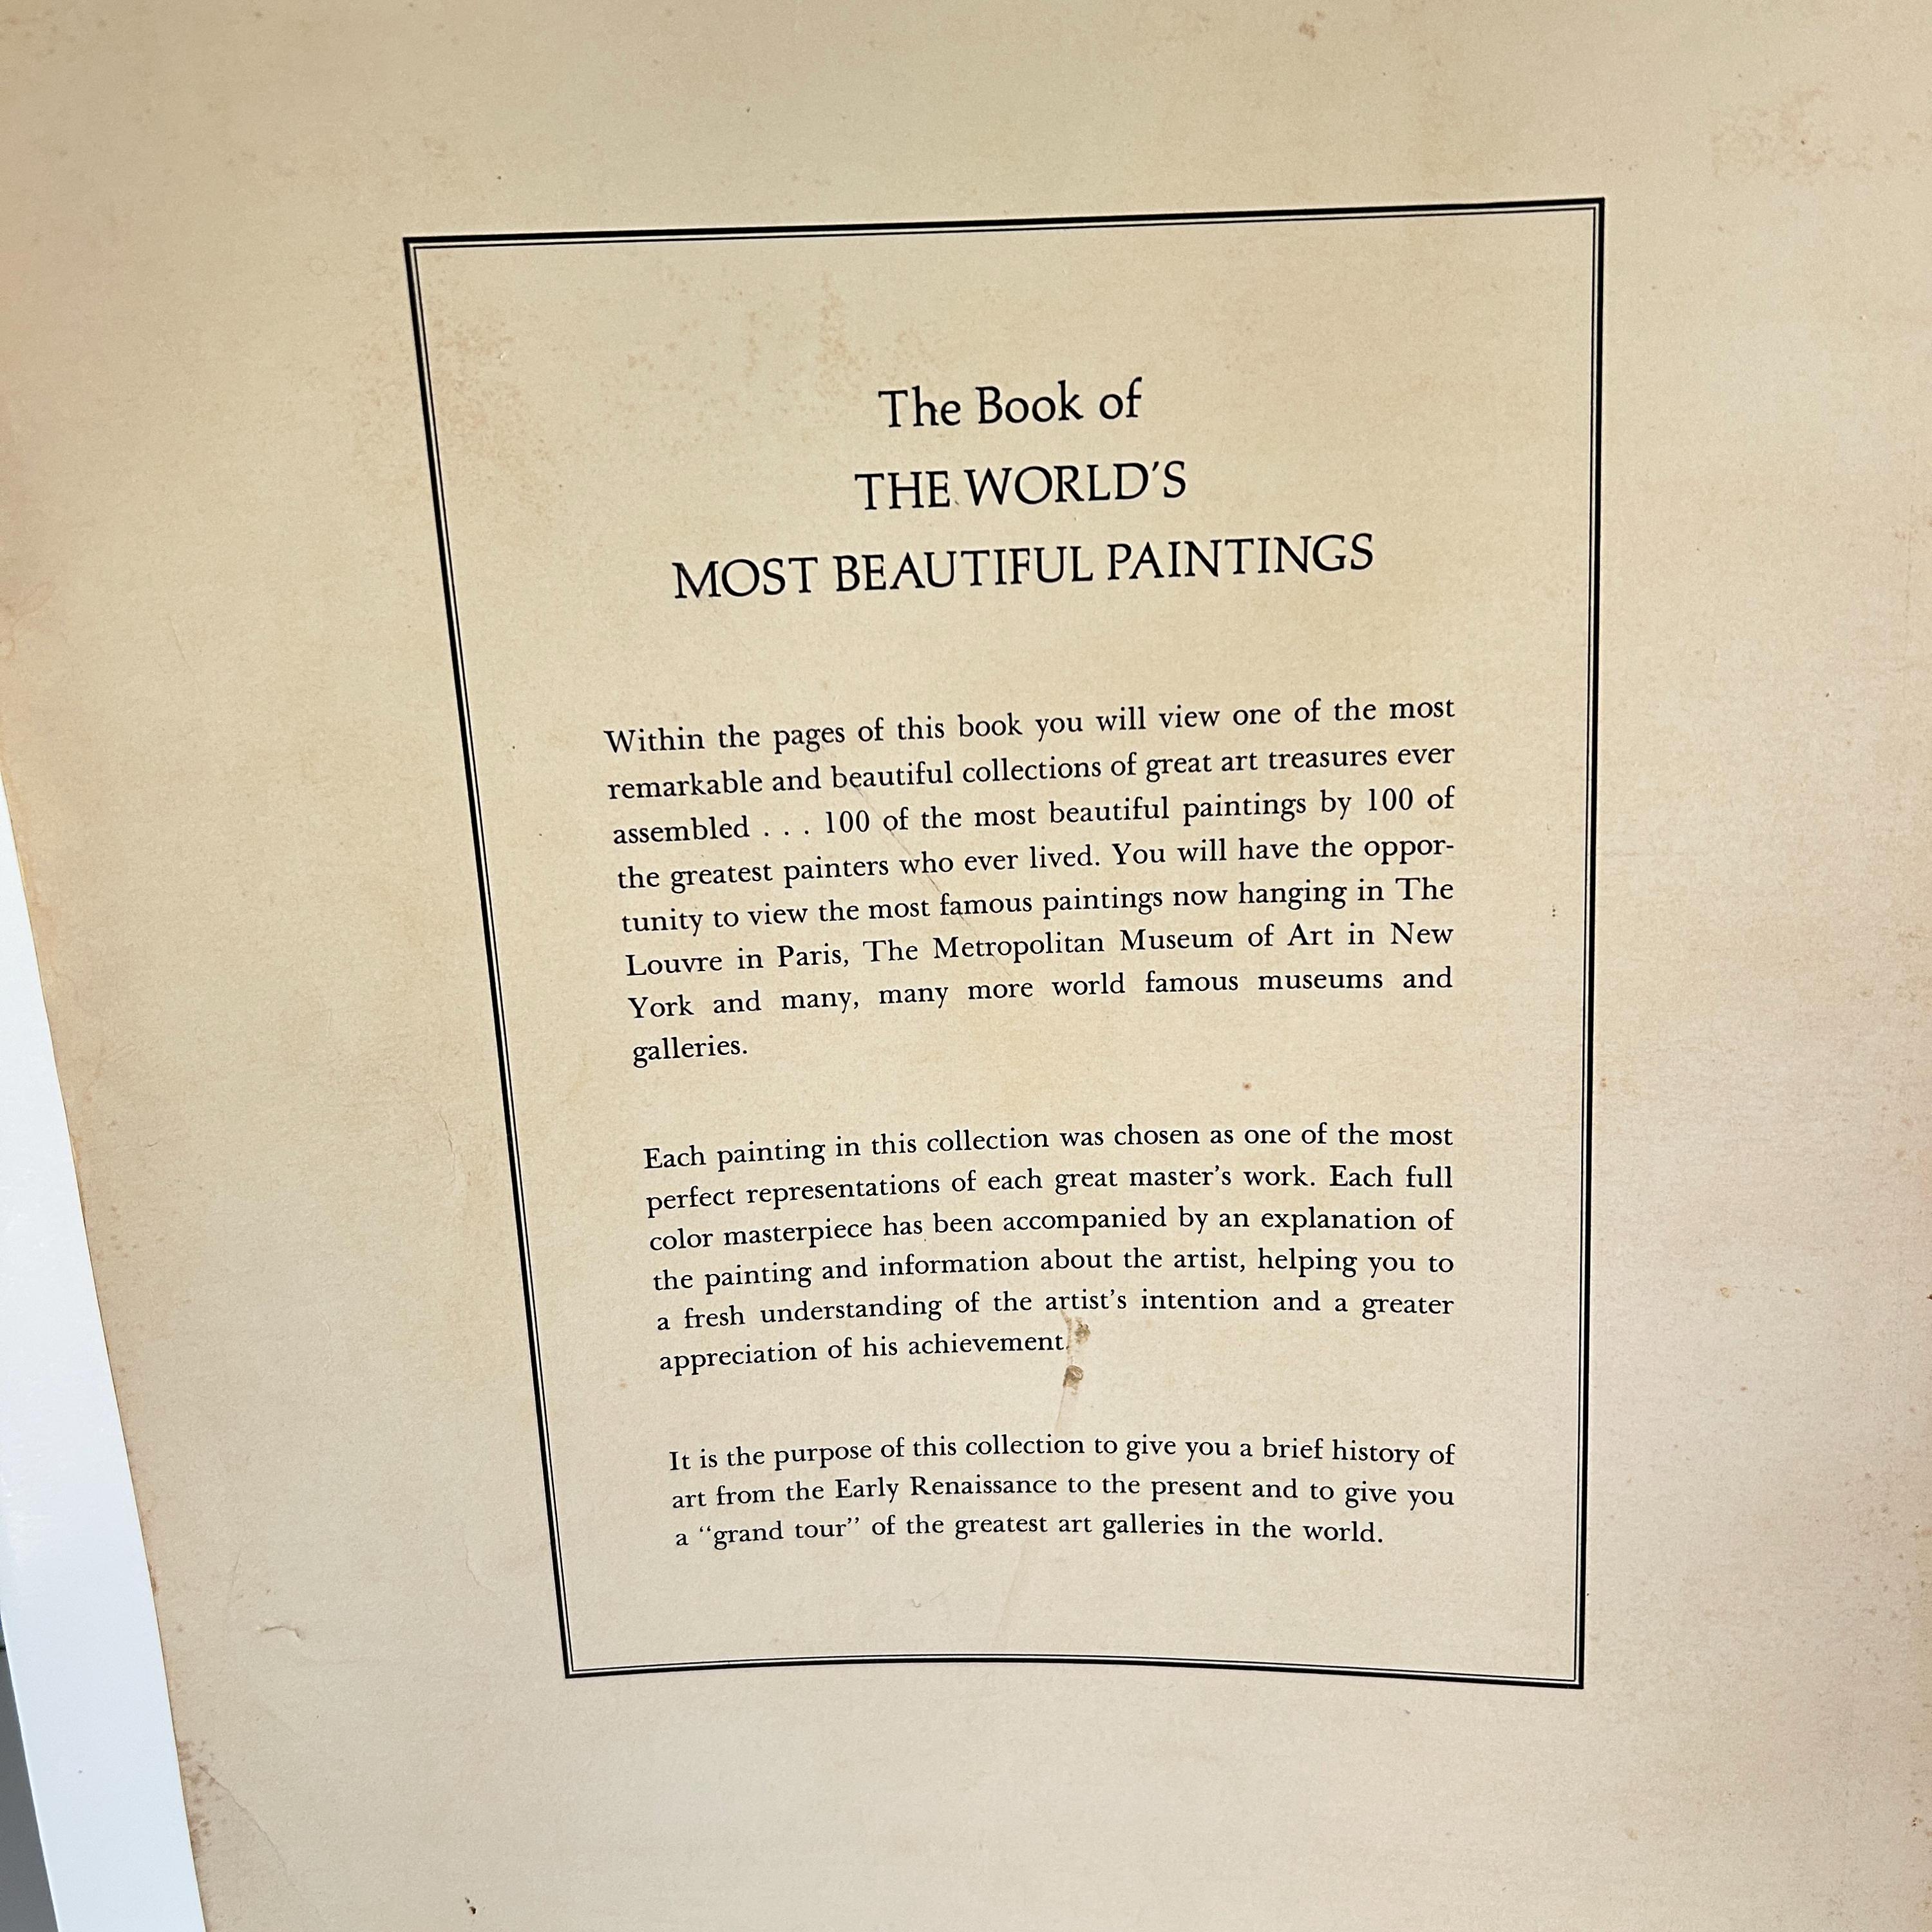 The Book of
THE WORLD'S
MOST BEAUTIFUL PAINTINGS
Within the pages of this book you will view one of the most
remarkable and beautiful collections of great art treasures ever
assembled . . . 100 of the most beautiful paintings by 100 of
the greatest painters who ever lived. You will have the oppor-
tunity to view the most famous paintings now hanging in The
Louvre in Paris, The Metropolitan Museum of Art in New
York and many, many more world famous museums and
galleries.
Each painting in this collection was chosen as one of the most
perfect representations of each great master's work. Each full
color masterpiece has been accompanied by an explanation of
the painting and information about the artist, helping you to
a fresh understanding of the artist's intention and a greater
appreciation of his achievement.
It is the purpose of this collection to give you a brief history of
art from the Early Renaissance to the present and to give you
a "grand tour" of the greatest art galleries in the world.